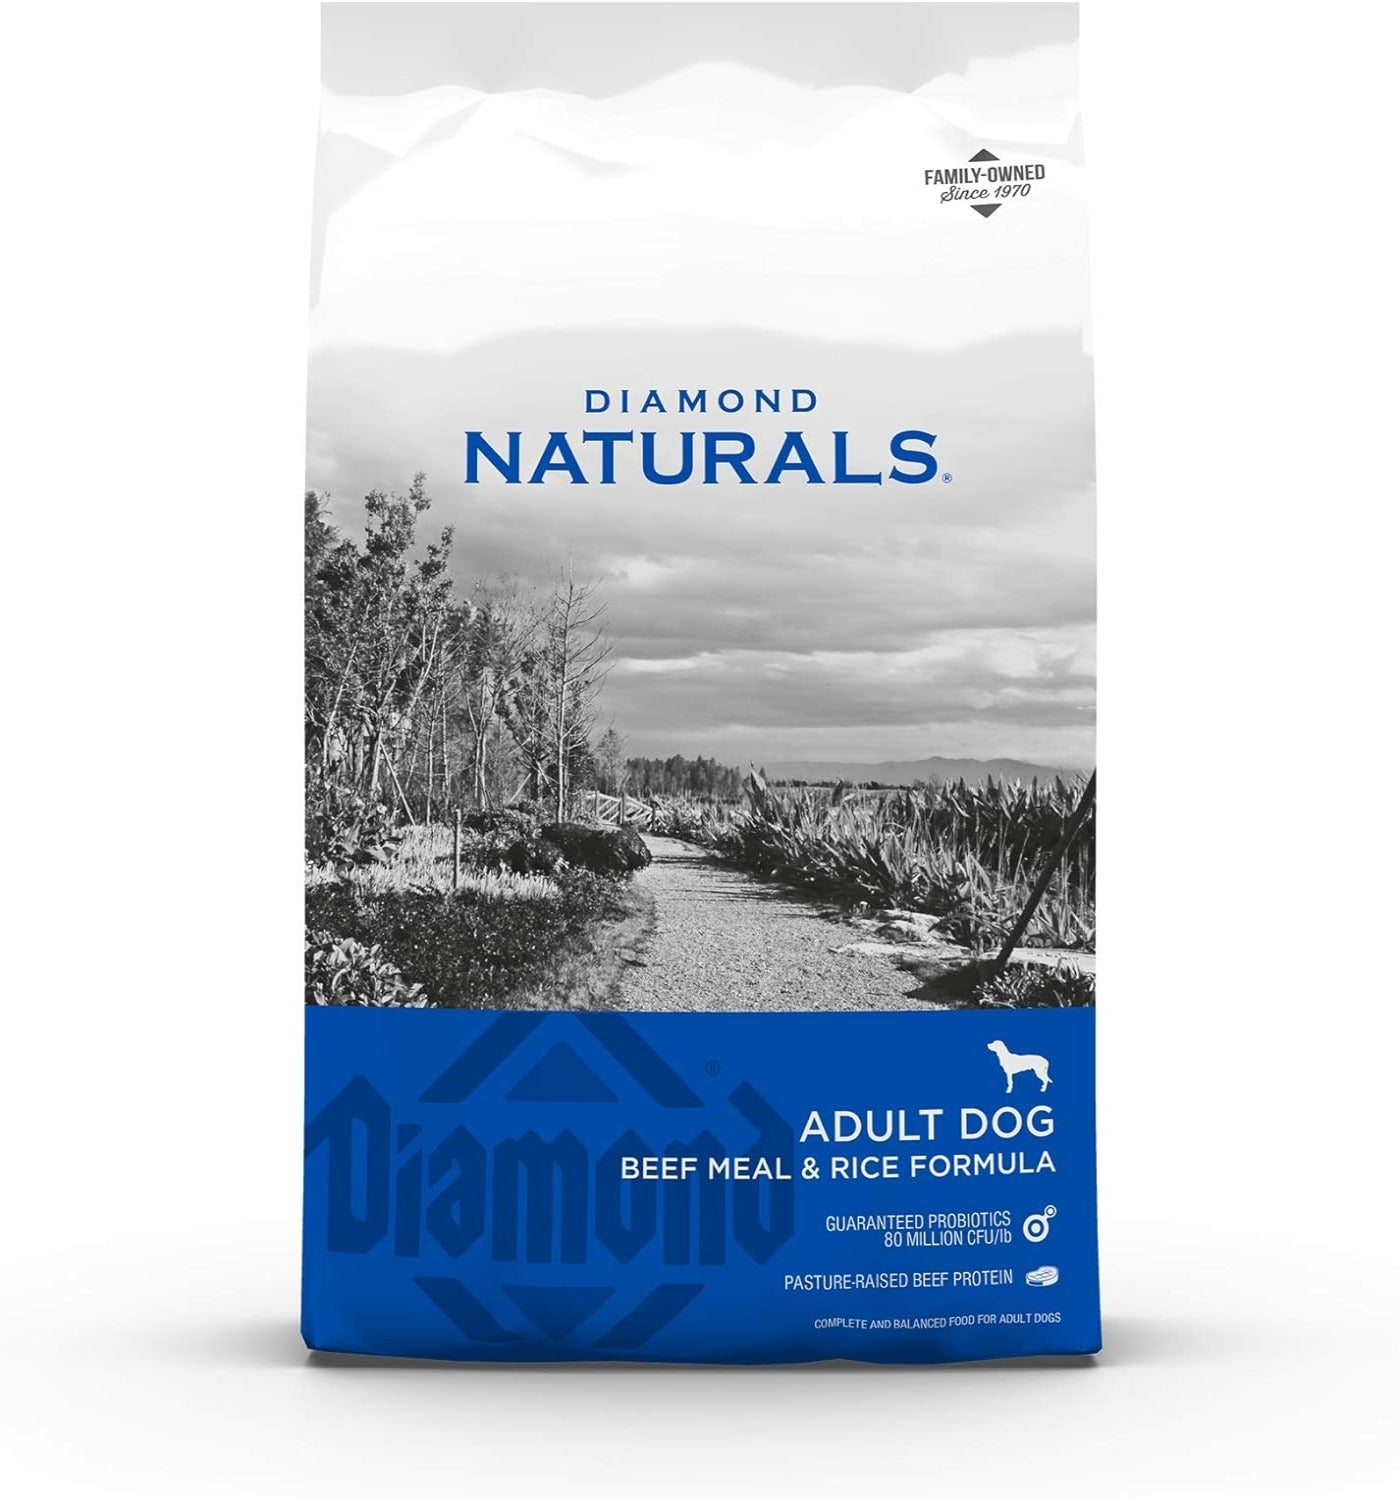 FAMILY-OWNED
Since 1970
DIAMOND
NATURALS®
Diamond®
ADULT DOG
BEEF MEAL & RICE FORMULA
GUARANTEED PROBIOTICS
80 MILLION CFU/lb
PASTURE-RAISED BEEF PROTEIN
COMPLETE AND BALANCED FOOD FOR ADULT DOGS